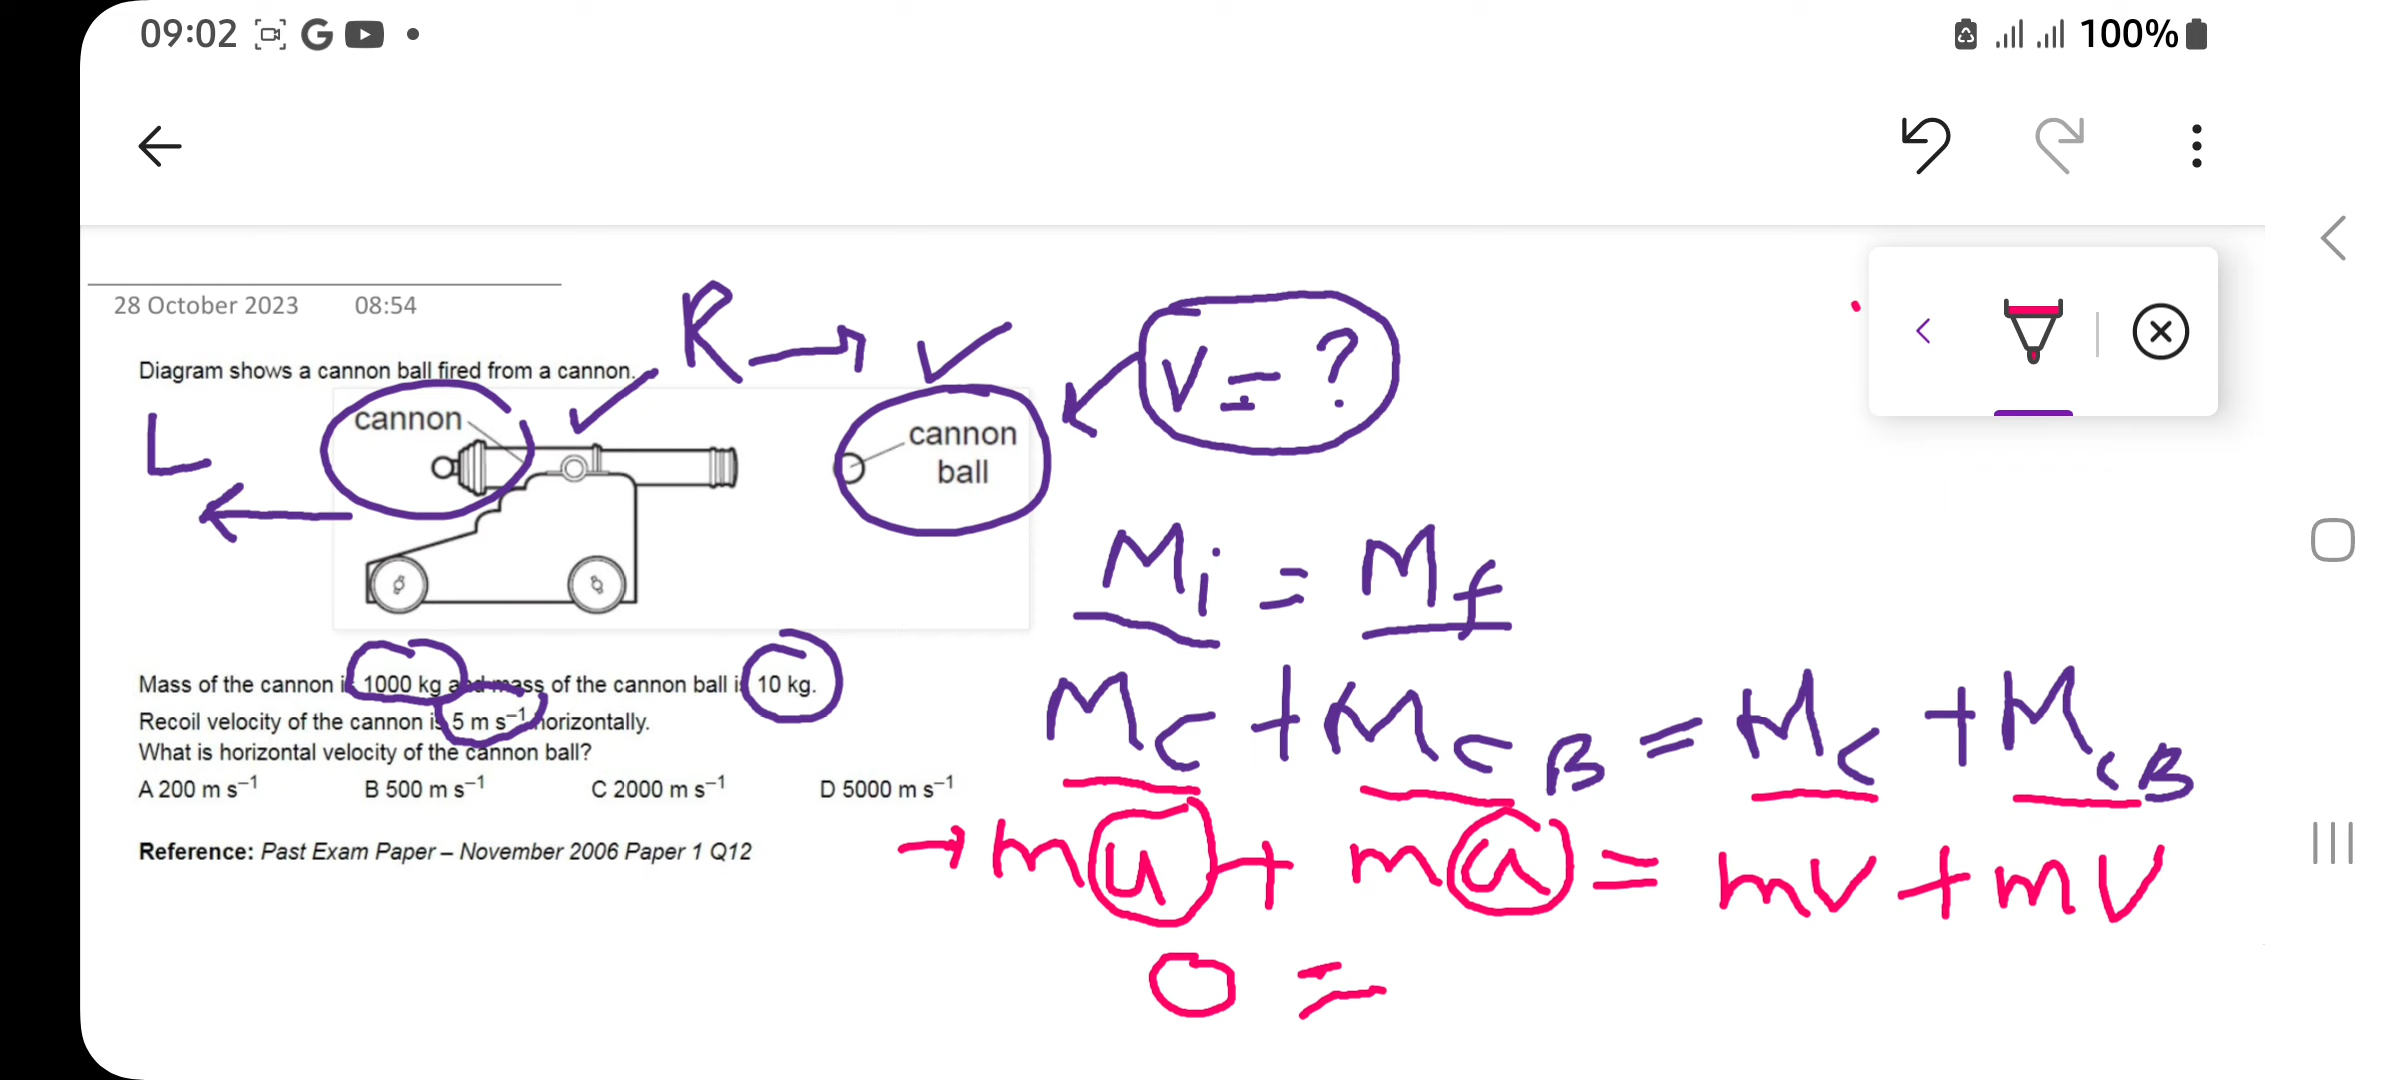 09:02 G 100%
28 October 2023 08:54
R → ✓
V = ?
Diagram shows a cannon ball fired from a cannon.
L
cannon
cannon
ball
Mi = Mf
Mass of the cannon is 1000 kg and mass of the cannon ball is 10 kg.
Recoil velocity of the cannon is 5 m s⁻¹ horizontally.
What is horizontal velocity of the cannon ball?
A 200 m s⁻¹ B 500 m s⁻¹ C 2000 m s⁻¹ D 5000 m s⁻¹
Mc + McB = Mc + McB
→ mu + mu = mv + mv
0 =
Reference: Past Exam Paper – November 2006 Paper 1 Q12